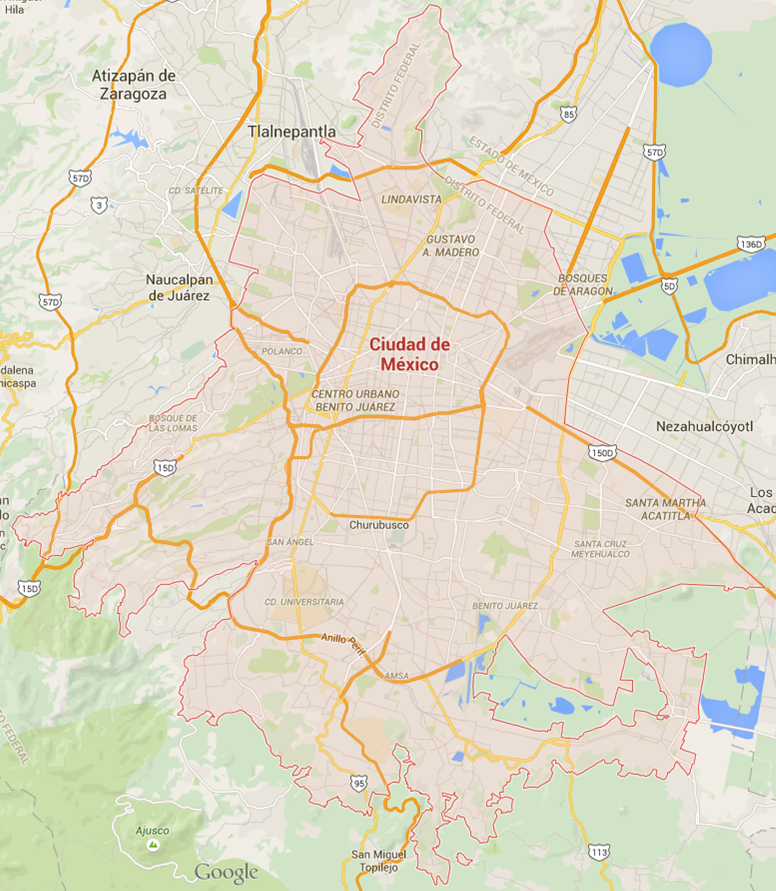 Hila
Atizapán de
Zaragoza
DISTRITO FEDERAL
Tlalnepantla
85
ESTADO DE MÉXICO
57D
57D
CD. SATÉLITE
DISTRITO FEDERAL
3
LINDAVISTA
GUSTAVO
A. MADERO
136D
Naucalpan
de Juárez
BOSQUES
DE ARAGON
5D
57D
Ciudad de
México
POLANCO
Chimalh
dalena
hicaspa
CENTRO URBANO
BENITO JUÁREZ
BOSQUE DE
LAS LOMAS
Nezahualcóyotl
150D
15D
Los
Acac
SANTA MARTHA
ACATITLA
Churubusco
SAN ÁNGEL
SANTA CRUZ
MEYEHUALCO
15D
CD. UNIVERSITARIA
BENITO JUÁREZ
Anillo Perif.
AMSA
TO FEDERAL
95
Ajusco
San Miguel
Topilejo
113
Google